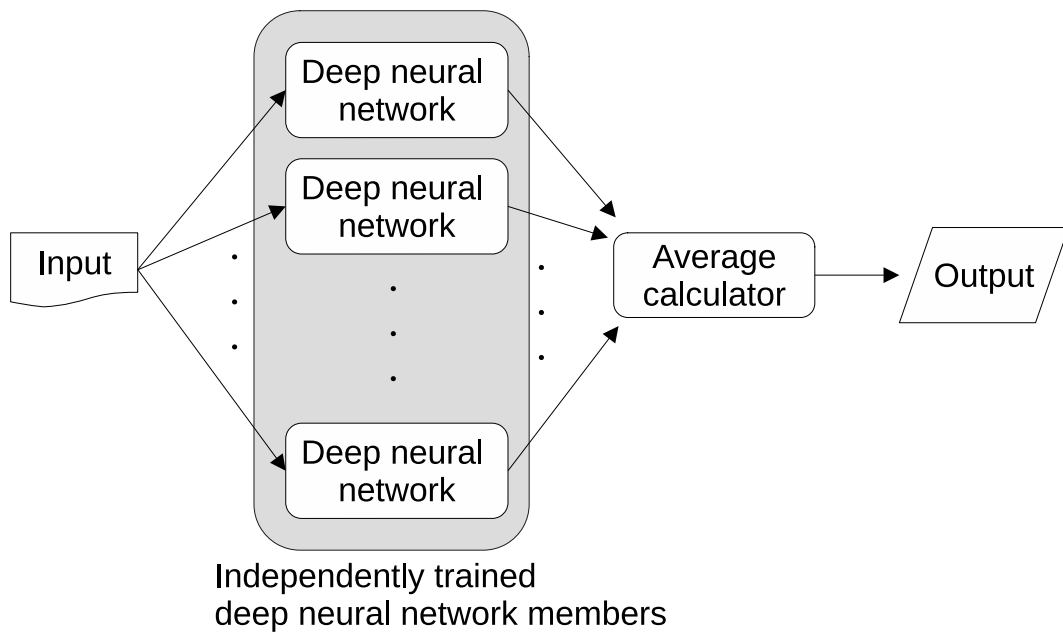 Deep neural
network
Deep neural
network
Input
Average
calculator
Output
Deep neural
network
Independently trained
deep neural network members